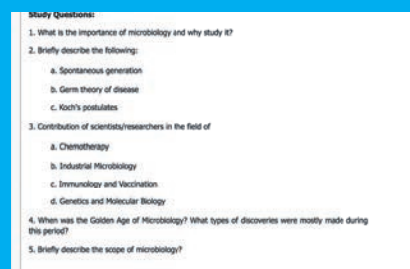 Study Questions:
1. What is the importance of microbiology and why study it?
2. Briefly describe the following:
a. Spontaneous generation
b. Germ theory of disease
c. Koch's postulates
3. Contribution of scientists/researchers in the field of
a. Chemotherapy
b. Industrial Microbiology
c. Immunology and Vaccination
d. Genetics and Molecular Biology
4. When was the Golden Age of Microbiology? What types of discoveries were mostly made during
this period?
5. Briefly describe the scope of microbiology?